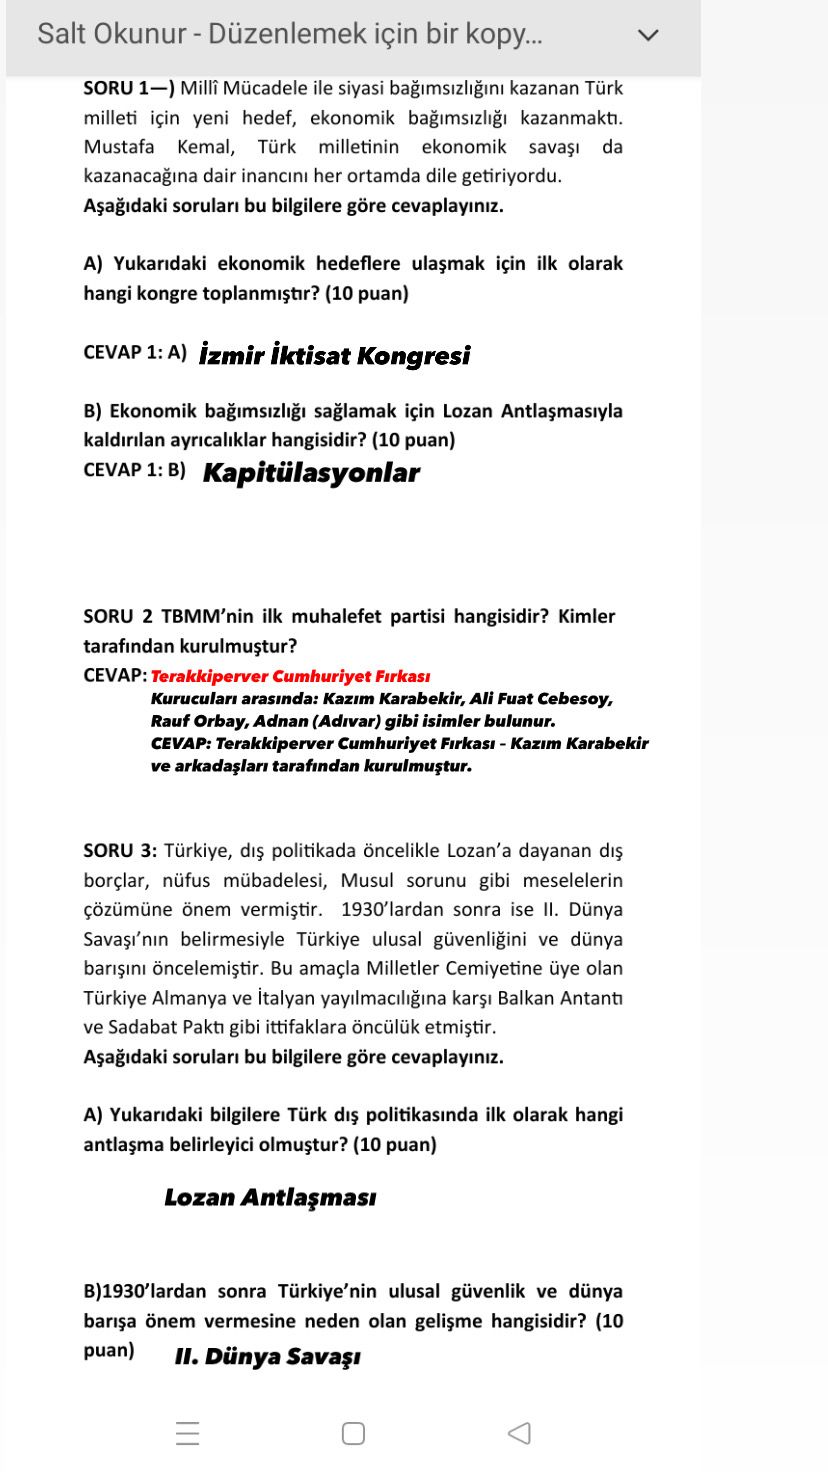 Salt Okunur - Düzenlemek için bir kopy...
SORU 1—) Millî Mücadele ile siyasi bağımsızlığını kazanan Türk
milleti için yeni hedef, ekonomik bağımsızlığı kazanmaktı.
Mustafa Kemal, Türk milletinin ekonomik savaşı da
kazanacağına dair inancını her ortamda dile getiriyordu.
Aşağıdaki soruları bu bilgilere göre cevaplayınız.
A) Yukarıdaki ekonomik hedeflere ulaşmak için ilk olarak
hangi kongre toplanmıştır? (10 puan)
CEVAP 1: A) İzmir İktisat Kongresi
B) Ekonomik bağımsızlığı sağlamak için Lozan Antlaşmasıyla
kaldırılan ayrıcalıklar hangisidir? (10 puan)
CEVAP 1: B) Kapitülasyonlar
SORU 2 TBMM’nin ilk muhalefet partisi hangisidir? Kimler
tarafından kurulmuştur?
CEVAP: Terakkiperver Cumhuriyet Fırkası
Kurucuları arasında: Kazım Karabekir, Ali Fuat Cebesoy,
Rauf Orbay, Adnan (Adıvar) gibi isimler bulunur.
CEVAP: Terakkiperver Cumhuriyet Fırkası – Kazım Karabekir
ve arkadaşları tarafından kurulmuştur.
SORU 3: Türkiye, dış politikada öncelikle Lozan’a dayanan dış
borçlar, nüfus mübadelesi, Musul sorunu gibi meselelerin
çözümüne önem vermiştir. 1930’lardan sonra ise II. Dünya
Savaşı’nın belirmesiyle Türkiye ulusal güvenliğini ve dünya
barışını öncelemiştir. Bu amaçla Milletler Cemiyetine üye olan
Türkiye Almanya ve İtalyan yayılmacılığına karşı Balkan Antantı
ve Sadabat Paktı gibi ittifaklara öncülük etmiştir.
Aşağıdaki soruları bu bilgilere göre cevaplayınız.
A) Yukarıdaki bilgilere Türk dış politikasında ilk olarak hangi
antlaşma belirleyici olmuştur? (10 puan)
Lozan Antlaşması
B)1930’lardan sonra Türkiye’nin ulusal güvenlik ve dünya
barışa önem vermesine neden olan gelişme hangisidir? (10
puan) II. Dünya Savaşı